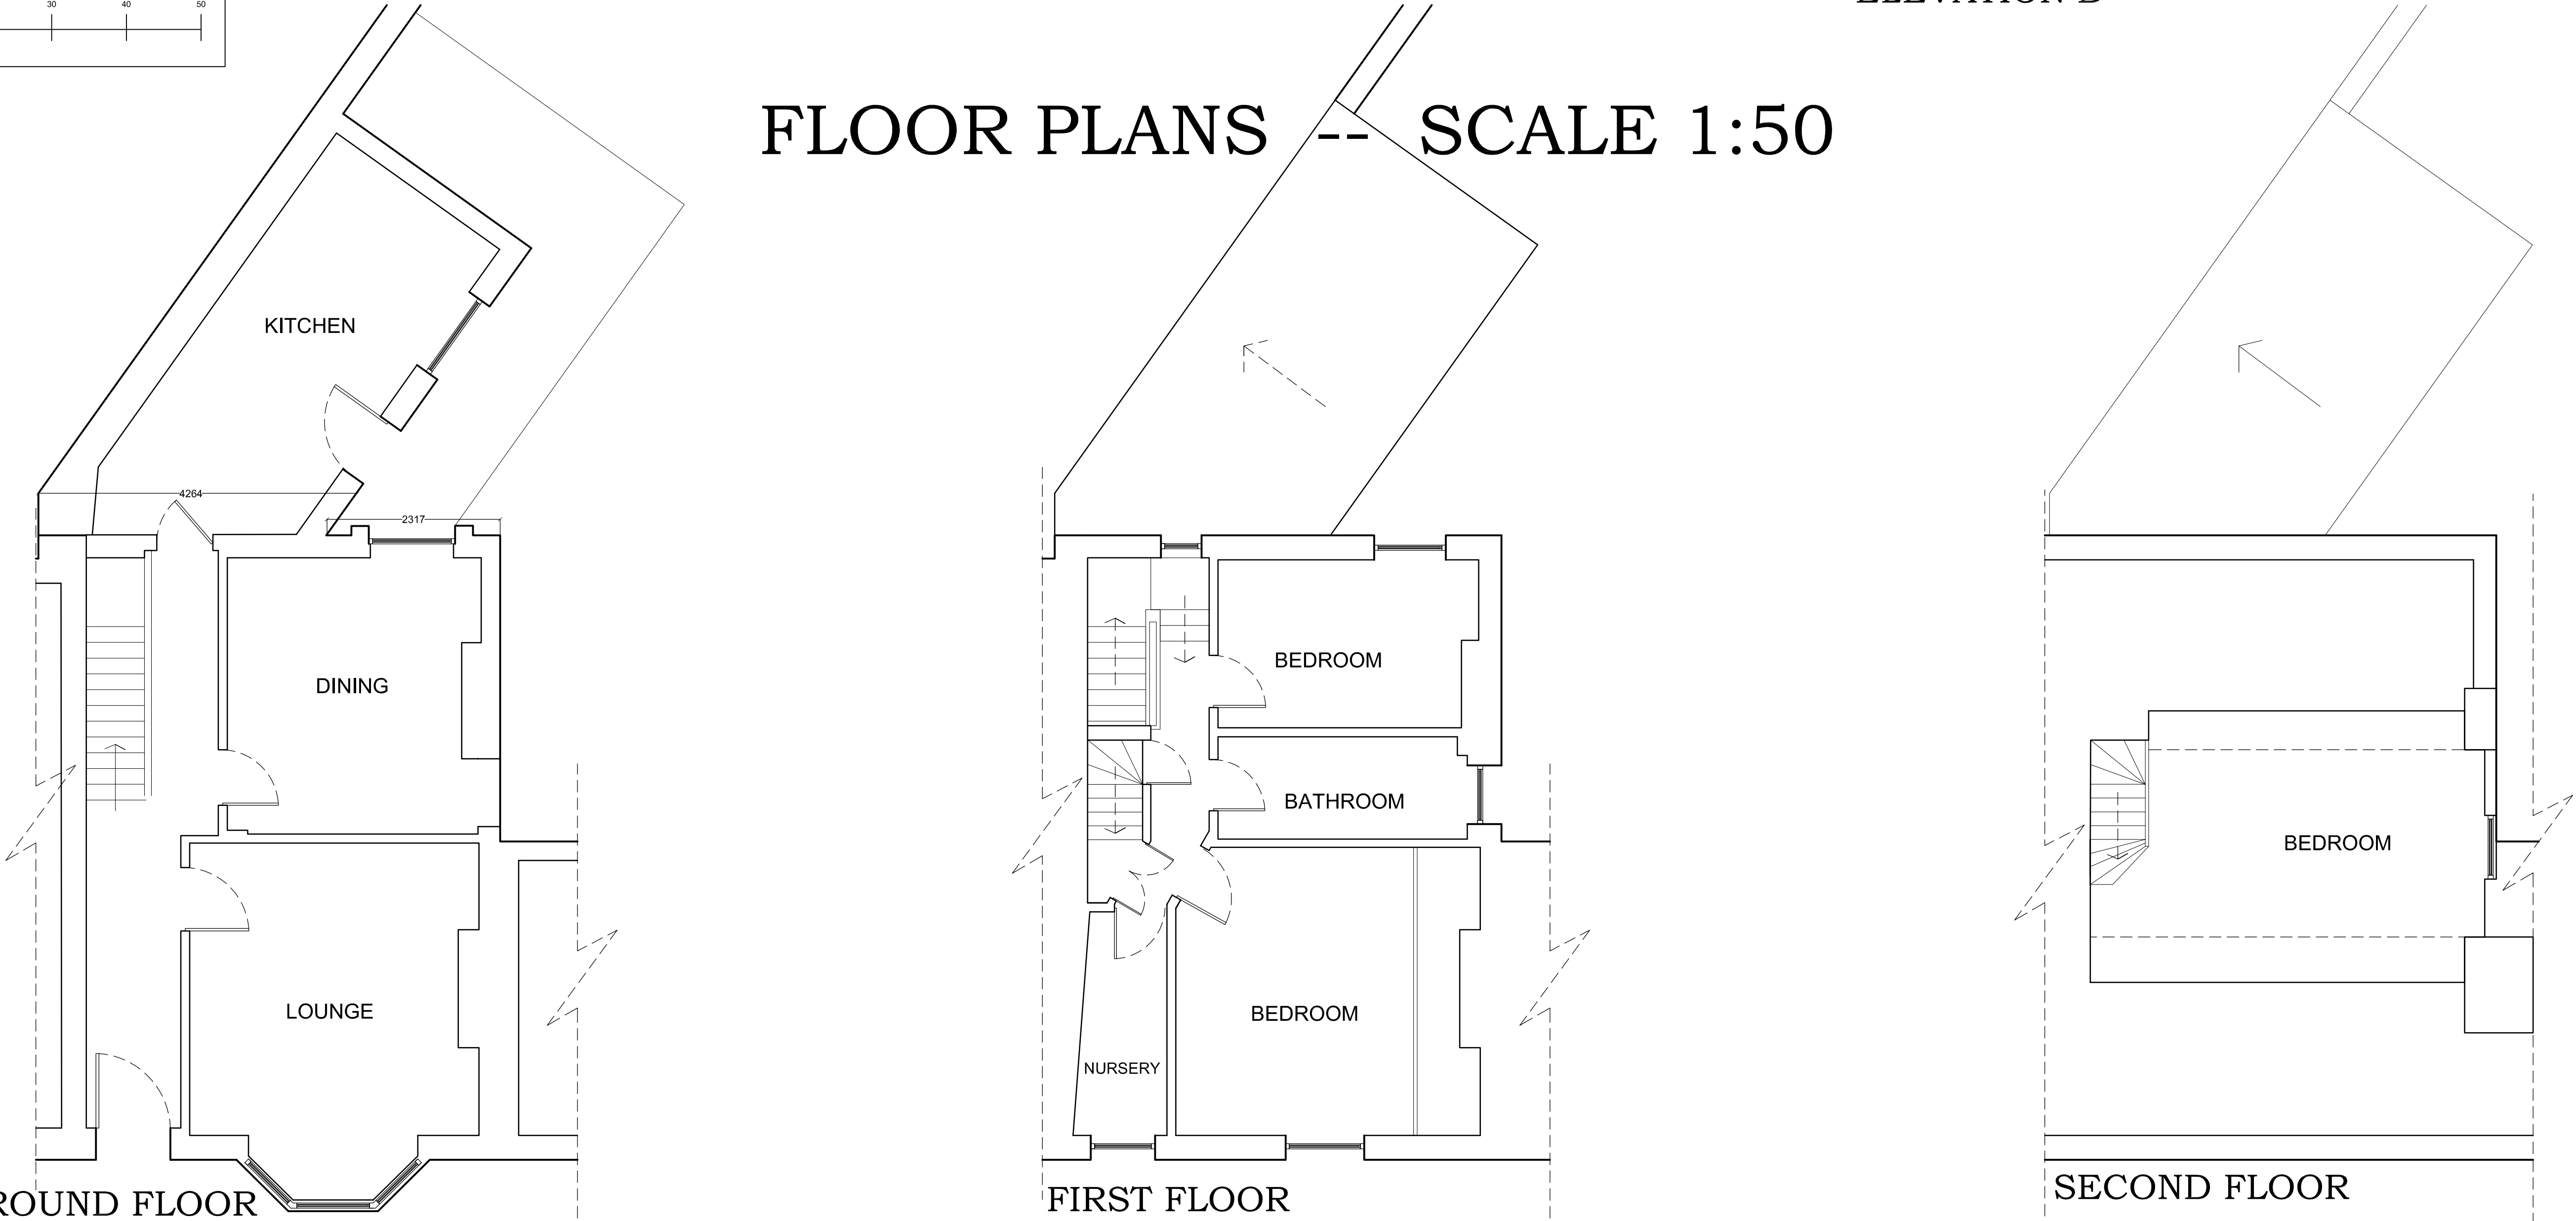 30 40 50
ELEVATION B
FLOOR PLANS -- SCALE 1:50
KITCHEN
4264
2317
DINING
LOUNGE
ROUND FLOOR
BEDROOM
BATHROOM
BEDROOM
NURSERY
FIRST FLOOR
BEDROOM
SECOND FLOOR